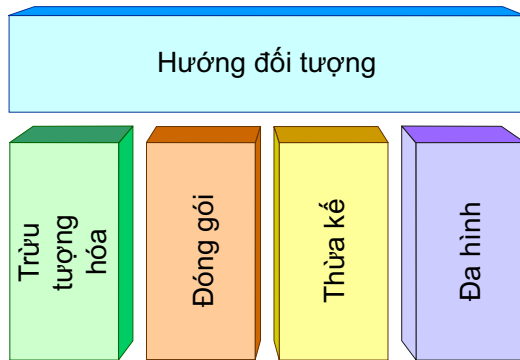 Hướng đối tượng
Trừu
tượng
hóa
Đóng gói
Thừa kế
Đa hình